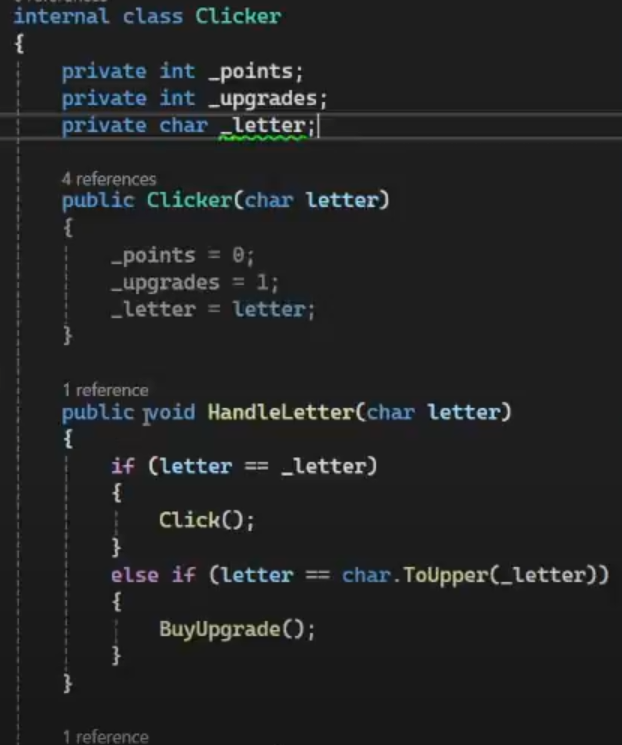 internal class Clicker
{
private int _points;
private int _upgrades;
private char _letter;
4 references
public Clicker(char letter)
{
_points = 0;
_upgrades = 1;
_letter = letter;
}
1 reference
public void HandleLetter(char letter)
{
if (letter == _letter)
{
Click();
}
else if (letter == char.ToUpper(_letter))
{
BuyUpgrade();
}
}
1 reference